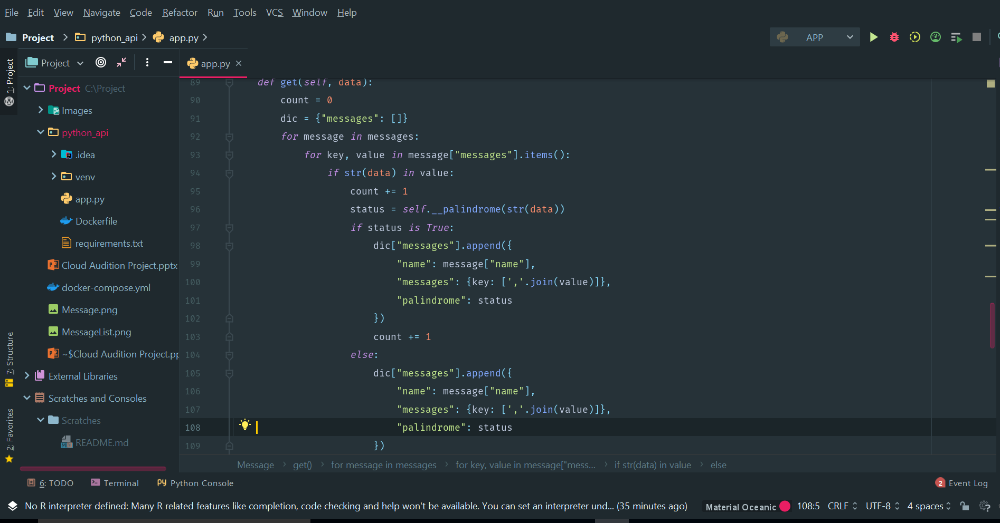 File Edit View Navigate Code Refactor Run Tools VCS Window Help
Project python_api app.py APP
1: Project
7: Structure
2: Favorites
Project
Project C:\Project
Images
python_api
.idea
venv
app.py
Dockerfile
requirements.txt
Cloud Audition Project.pptx
docker-compose.yml
Message.png
MessageList.png
~$Cloud Audition Project.pp
External Libraries
Scratches and Consoles
Scratches
README.md
app.py
89 def get(self, data):
90 count = 0
91 dic = {"messages": []}
92 for message in messages:
93 for key, value in message["messages"].items():
94 if str(data) in value:
95 count += 1
96 status = self.__palindrome(str(data))
97 if status is True:
98 dic["messages"].append({
99 "name": message["name"],
100 "messages": {key: [','.join(value)]},
101 "palindrome": status
102 })
103 count += 1
104 else:
105 dic["messages"].append({
106 "name": message["name"],
107 "messages": {key: [','.join(value)]},
108 "palindrome": status
109 })
Message get() for message in messages for key, value in message["mess... if str(data) in value else
6: TODO Terminal Python Console 2 Event Log
No R interpreter defined: Many R related features like completion, code checking and help won't be available. You can set an interpreter und... (35 minutes ago) Material Oceanic 108:5 CRLF UTF-8 4 spaces